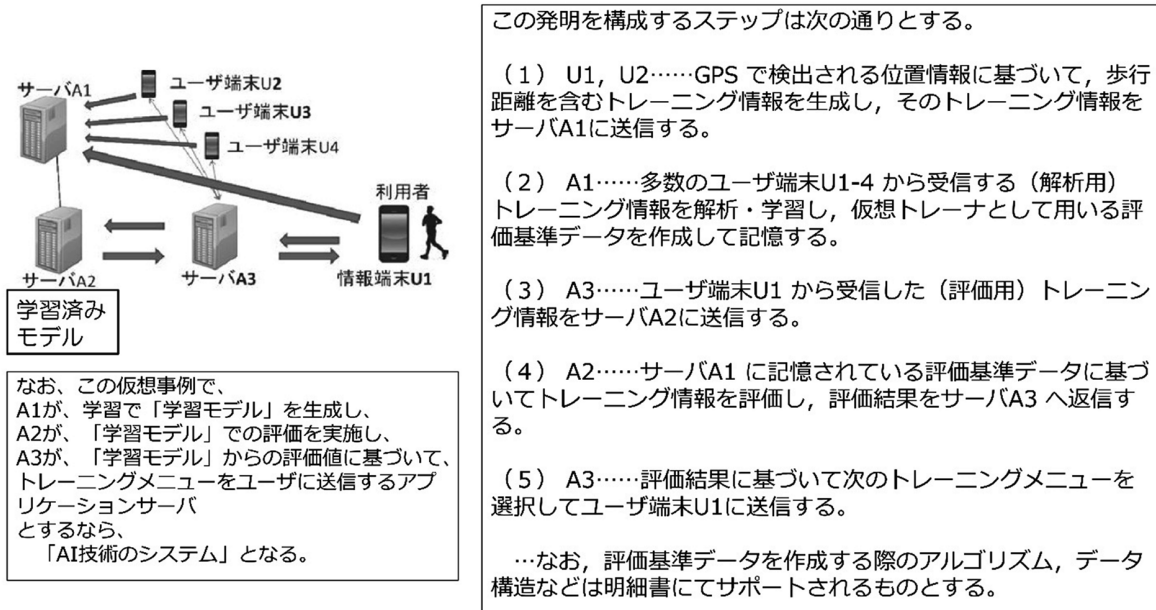 サーバA1
ユーザ端末U2
ユーザ端末U3
ユーザ端末U4
利用者
サーバA2
サーバA3
情報端末U1
学習済み
モデル
なお、この仮想事例で、
A1が、学習で「学習モデル」を生成し、
A2が、「学習モデル」での評価を実施し、
A3が、「学習モデル」からの評価値に基づいて、
トレーニングメニューをユーザに送信するアプ
リケーションサーバ
とするなら、
「AI技術のシステム」となる。
この発明を構成するステップは次の通りとする。
（1） U1，U2……GPS で検出される位置情報に基づいて，歩行
距離を含むトレーニング情報を生成し，そのトレーニング情報を
サーバA1に送信する。
（2） A1……多数のユーザ端末U1-4 から受信する（解析用）
トレーニング情報を解析・学習し，仮想トレーナとして用いる評
価基準データを作成して記憶する。
（3） A3……ユーザ端末U1 から受信した（評価用）トレーニン
グ情報をサーバA2に送信する。
（4） A2……サーバA1 に記憶されている評価基準データに基づ
いてトレーニング情報を評価し，評価結果をサーバA3 へ返信す
る。
（5） A3……評価結果に基づいて次のトレーニングメニューを
選択してユーザ端末U1に送信する。
…なお，評価基準データを作成する際のアルゴリズム，データ
構造などは明細書にてサポートされるものとする。